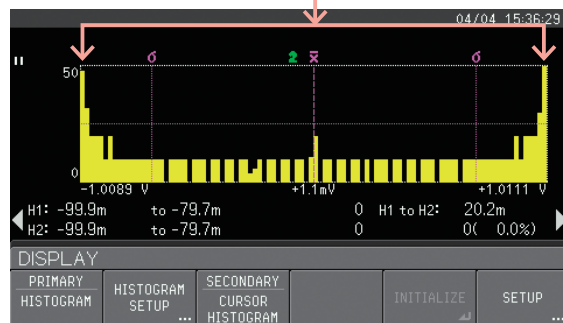 04/04 15:36:29
σ 2 x̄ σ
50
0
-1.0089 V +1.1mV +1.0111 V
H1: -99.9m to -79.7m 0 H1 to H2: 20.2m
H2: -99.9m to -79.7m 0 0( 0.0%)
DISPLAY
PRIMARY
HISTOGRAM
HISTOGRAM
SETUP
...
SECONDARY
CURSOR
HISTOGRAM
INITIALIZE
SETUP
...